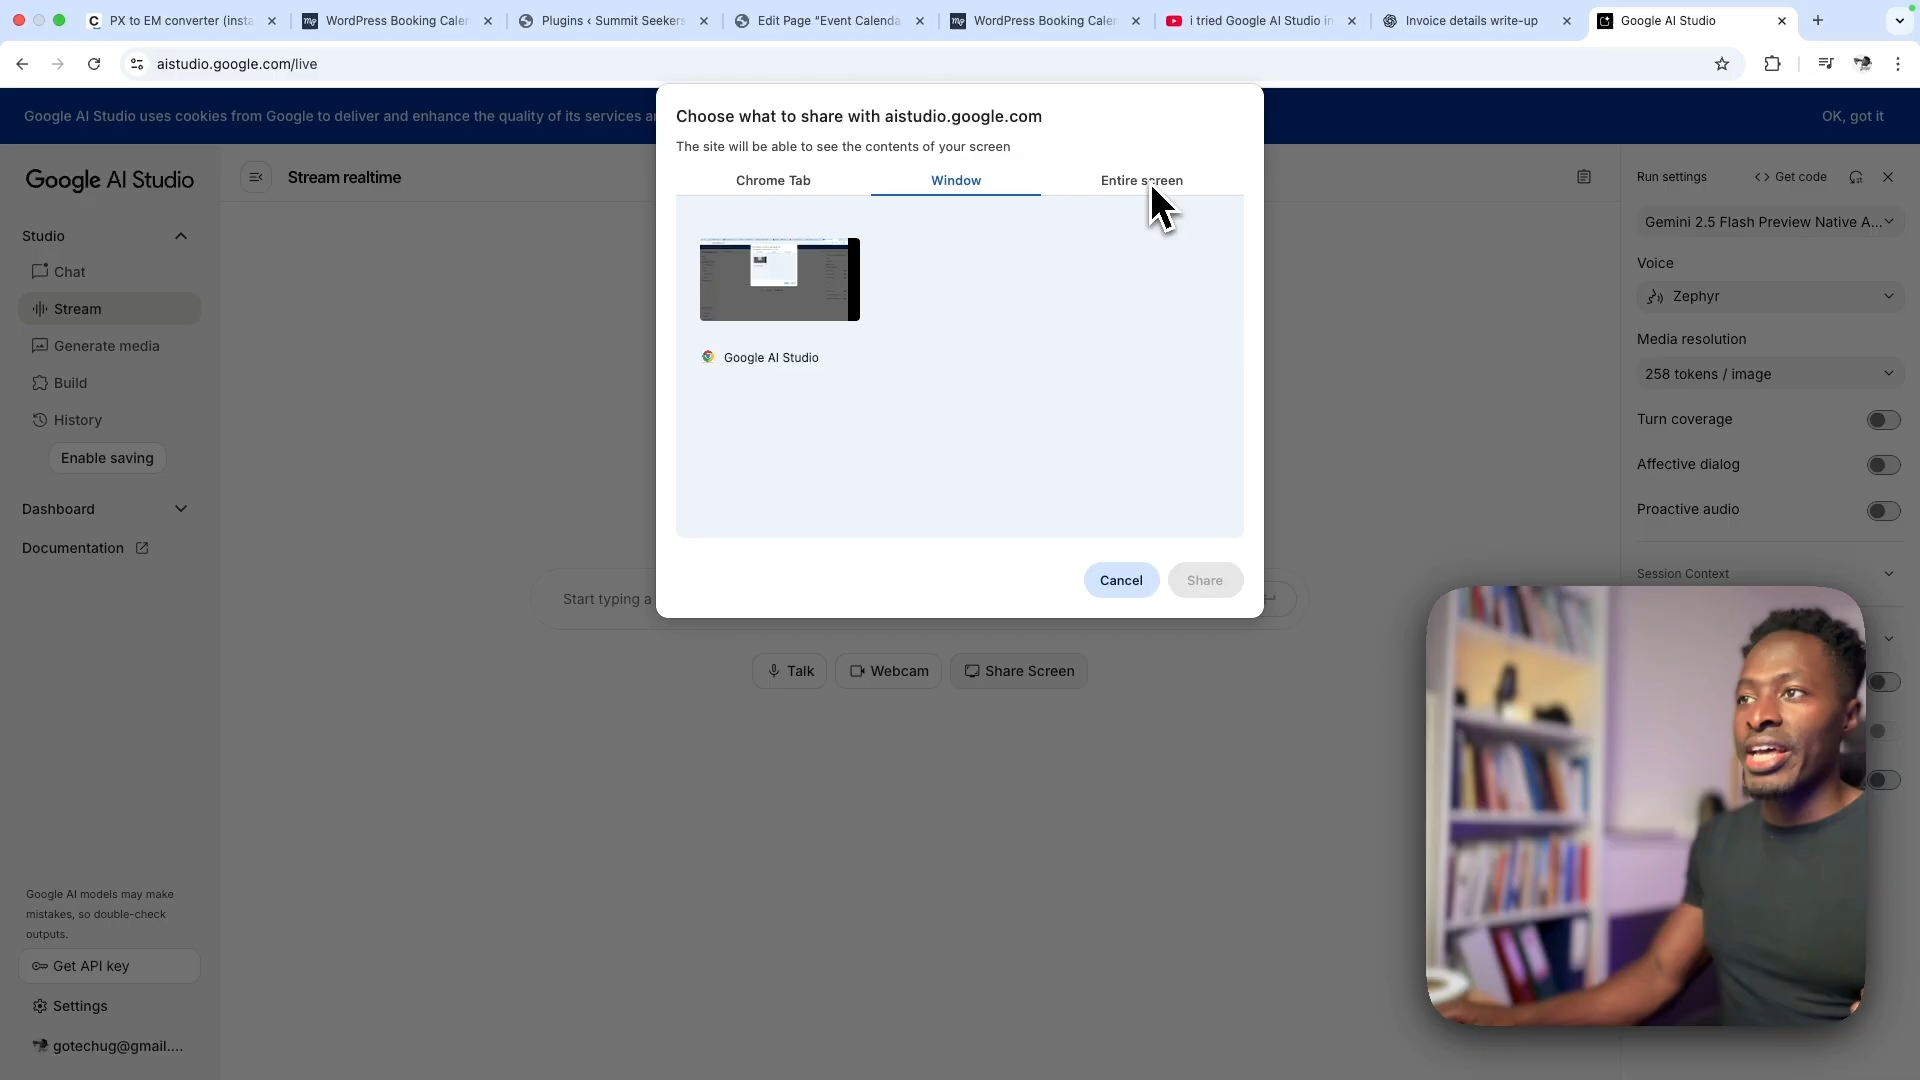 PX to EM converter (insta
WordPress Booking Calen
Plugins ‹ Summit Seekers
Edit Page “Event Calenda
WordPress Booking Calen
i tried Google AI Studio in
Invoice details write-up
Google AI Studio
aistudio.google.com/live
Google AI Studio uses cookies from Google to deliver and enhance the quality of its services a
OK, got it
Choose what to share with aistudio.google.com
The site will be able to see the contents of your screen
Chrome Tab
Window
Entire screen
Google AI Studio
Cancel
Share
Google AI Studio
Studio
Chat
Stream
Generate media
Build
History
Enable saving
Dashboard
Documentation
Google AI models may make
mistakes, so double-check
outputs.
Get API key
Settings
gotechug@gmail....
Stream realtime
Start typing a
Talk
Webcam
Share Screen
Run settings
<> Get code
Gemini 2.5 Flash Preview Native A...
Voice
Zephyr
Media resolution
258 tokens / image
Turn coverage
Affective dialog
Proactive audio
Session Context